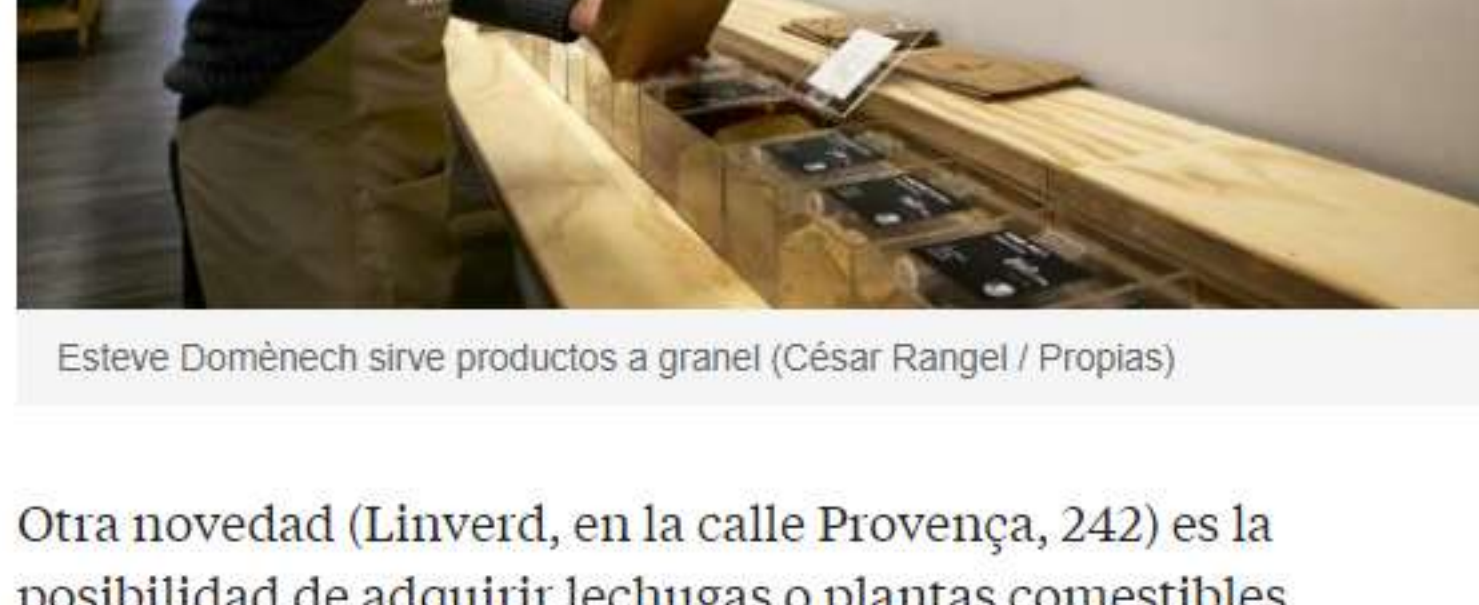 Esteve Domènech sirve productos a granel (César Rangel / Propias)
Otra novedad (Linverd, en la calle Provença, 242) es la
posibilidad de adquirir lechugas o plantas comestibles